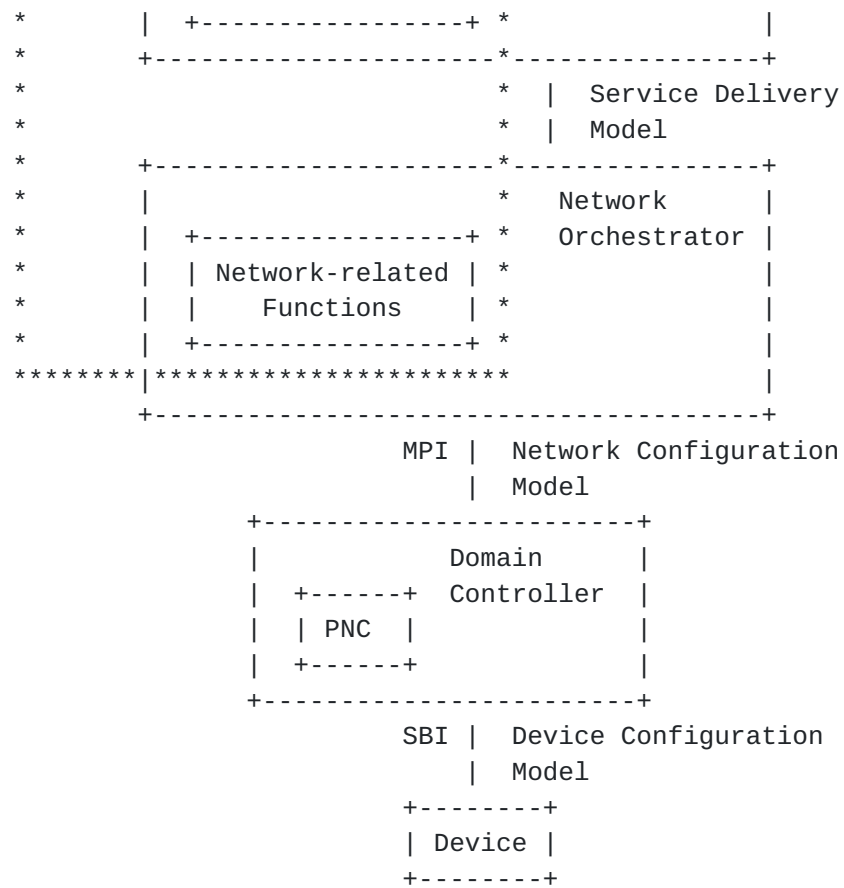 *       |  +-----------------+ *                |
*       +----------------------*----------------+
*                              *  |  Service Delivery
*                              *  |  Model
*       +----------------------*----------------+
*       |                      *   Network      |
*       |  +-----------------+ *   Orchestrator |
*       |  | Network-related | *                |
*       |  |    Functions    | *                |
*       |  +-----------------+ *                |
********|***********************                |
        +---------------------------------------+
                         MPI |  Network Configuration
                             |  Model
               +------------------------+
               |            Domain      |
               |  +------+  Controller  |
               |  | PNC  |              |
               |  +------+              |
               +------------------------+
                         SBI |  Device Configuration
                             |  Model
                         +--------+
                         | Device |
                         +--------+